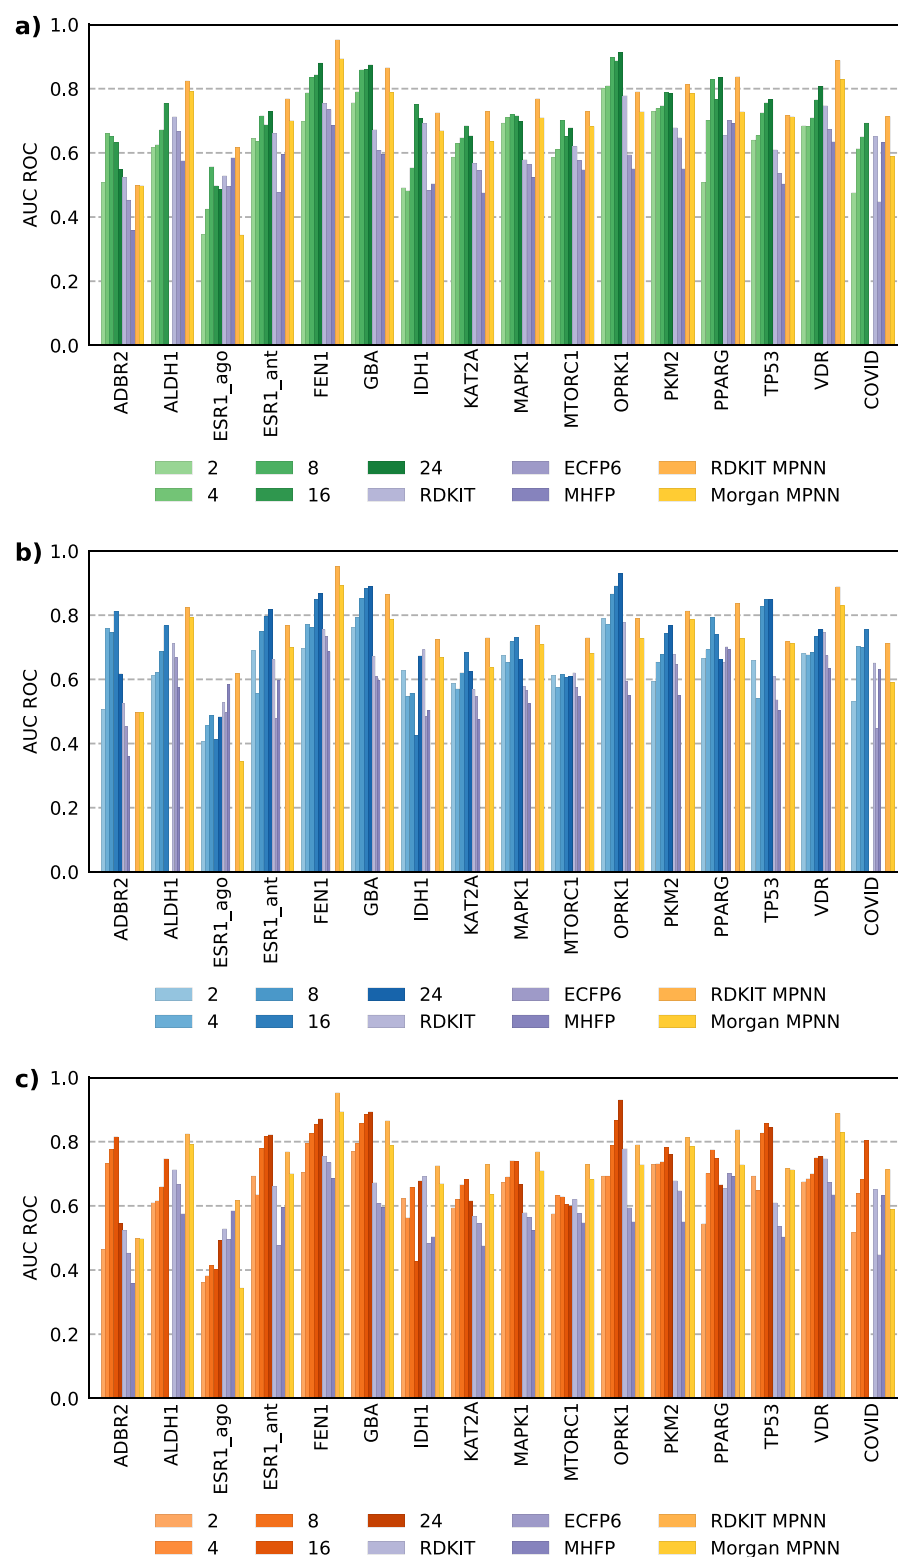 a)
1.0
0.8
0.6
0.4
0.2
0.0
AUC ROC
ADBR2 ALDH1 ESR1_ago ESR1_ant FEN1 GBA IDH1 KAT2A MAPK1 MTORC1 OPRK1 PKM2 PPARG TP53 VDR COVID
2 8 24 ECFP6 RDKIT MPNN
4 16 RDKIT MHFP Morgan MPNN
b)
1.0
0.8
0.6
0.4
0.2
0.0
AUC ROC
ADBR2 ALDH1 ESR1_ago ESR1_ant FEN1 GBA IDH1 KAT2A MAPK1 MTORC1 OPRK1 PKM2 PPARG TP53 VDR COVID
2 8 24 ECFP6 RDKIT MPNN
4 16 RDKIT MHFP Morgan MPNN
c)
1.0
0.8
0.6
0.4
0.2
0.0
AUC ROC
ADBR2 ALDH1 ESR1_ago ESR1_ant FEN1 GBA IDH1 KAT2A MAPK1 MTORC1 OPRK1 PKM2 PPARG TP53 VDR COVID
2 8 24 ECFP6 RDKIT MPNN
4 16 RDKIT MHFP Morgan MPNN